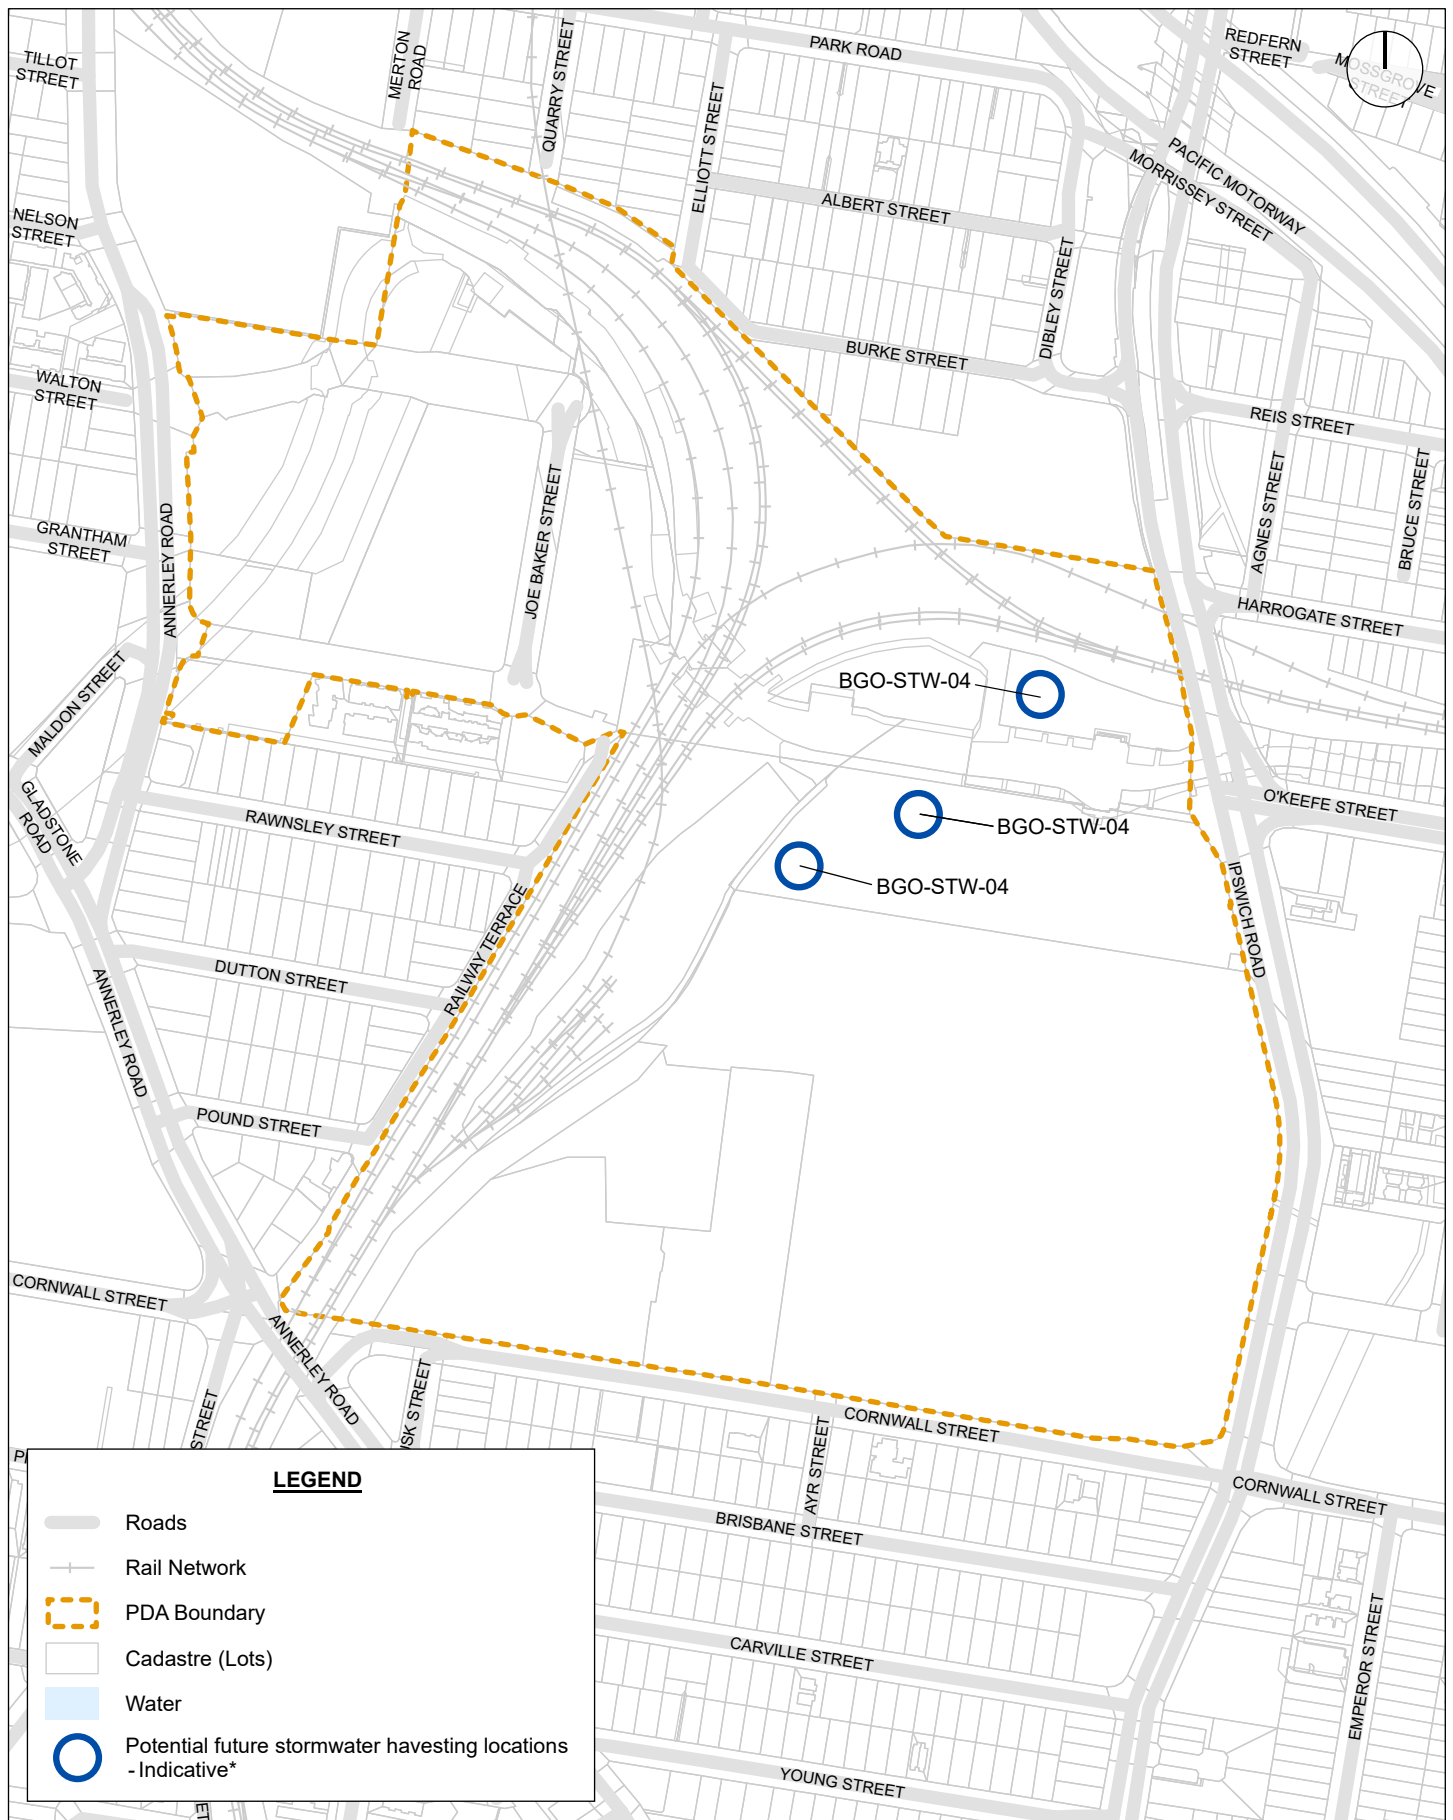 TILLOT
STREET
MERTON
ROAD
QUARRY STREET
PARK ROAD
REDFERN
STREET
MOSSGROVE
STREET
ELLIOTT STREET
ALBERT STREET
PACIFIC MOTORWAY
MORRISSEY STREET
NELSON
STREET
DIBLEY STREET
BURKE STREET
WALTON
STREET
REIS STREET
JOE BAKER STREET
AGNES STREET
BRUCE STREET
GRANTHAM
STREET
ANNERLEY ROAD
HARROGATE STREET
MALDON STREET
BGO-STW-04
GLADSTONE
ROAD
RAWNSLEY STREET
O'KEEFE STREET
BGO-STW-04
BGO-STW-04
IPSWICH ROAD
RAILWAY TERRACE
DUTTON STREET
ANNERLEY ROAD
POUND STREET
CORNWALL STREET
ANNERLEY ROAD
STREET
ISK STREET
CORNWALL STREET
AYR STREET
CORNWALL STREET
BRISBANE STREET
CARVILLE STREET
EMPEROR STREET
YOUNG STREET
LEGEND
Roads
Rail Network
PDA Boundary
Cadastre (Lots)
Water
Potential future stormwater havesting locations
- Indicative*